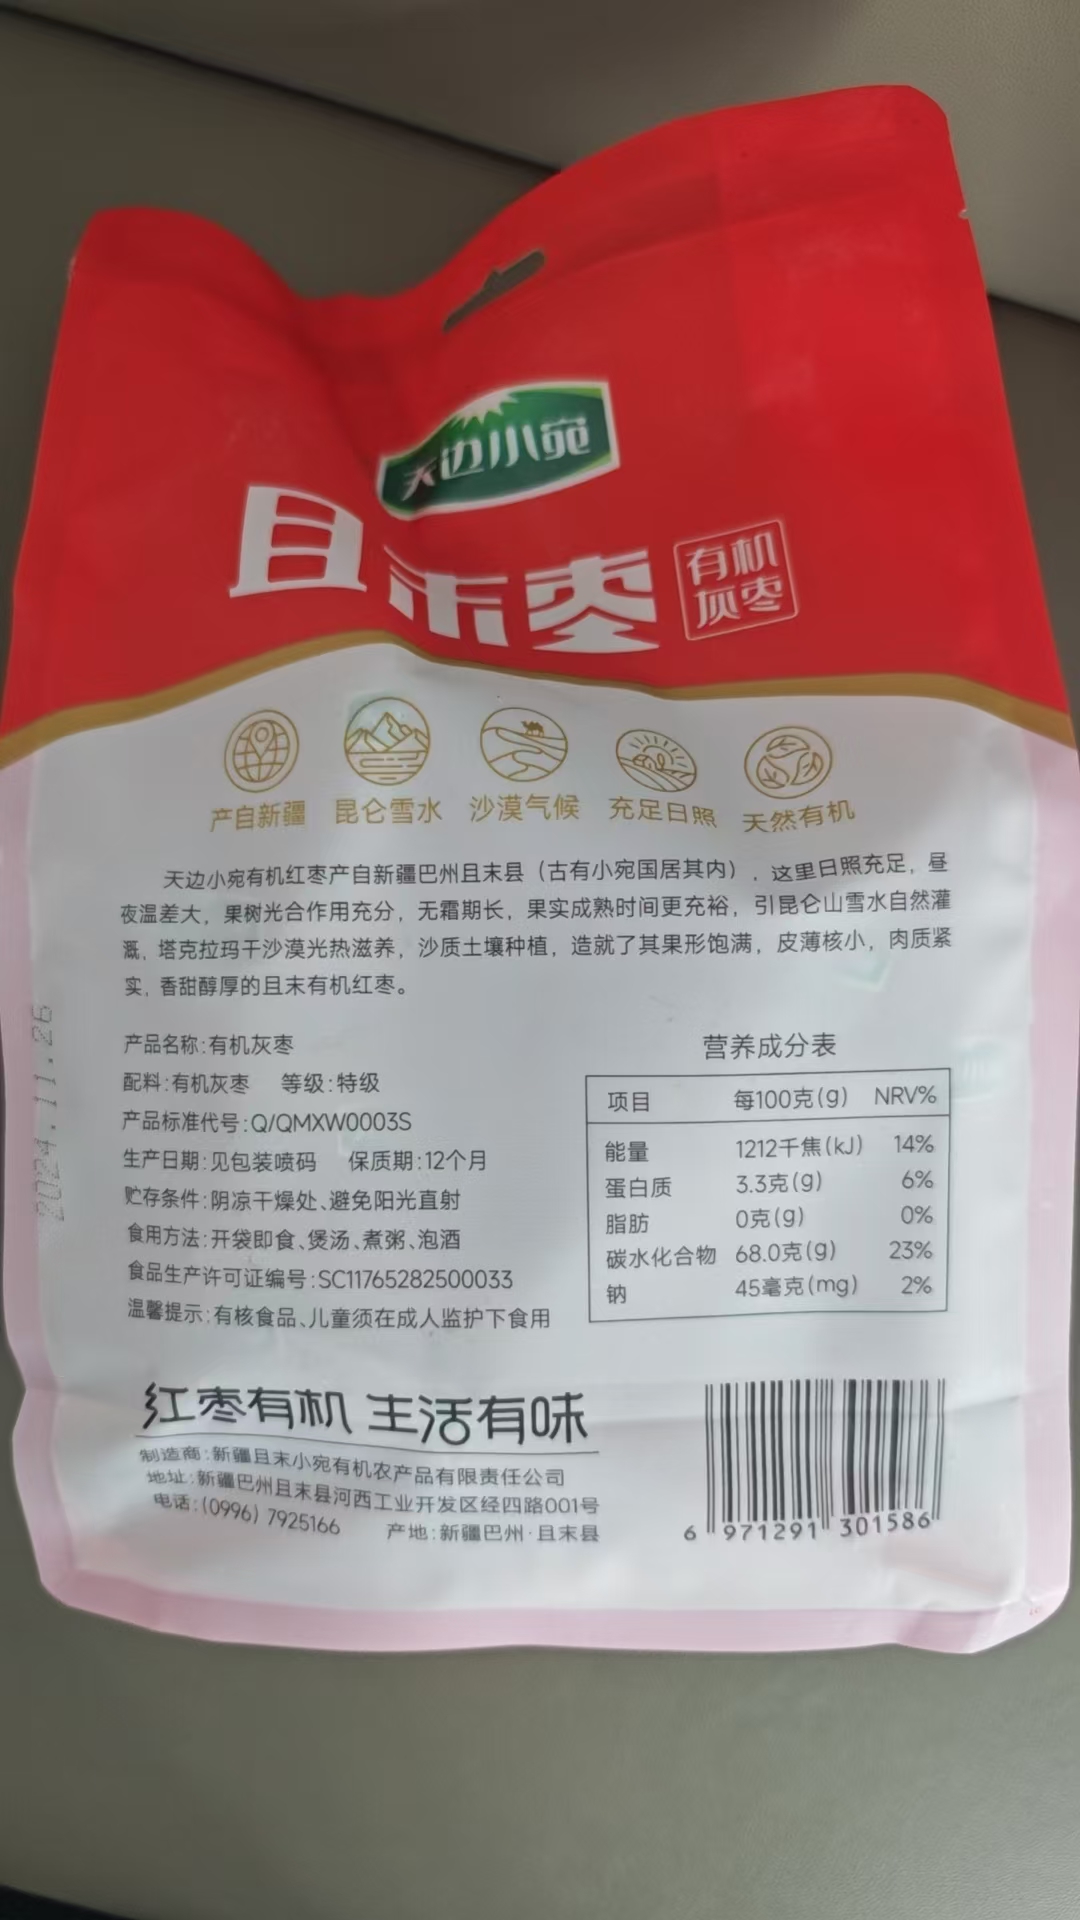 天边小宛
且末枣
有机
灰枣
产自新疆 昆仑雪水 沙漠气候 充足日照 天然有机
天边小宛有机红枣产自新疆巴州且末县（古有小宛国居其内），这里日照充足，昼
夜温差大，果树光合作用充分，无霜期长，果实成熟时间更充裕，引昆仑山雪水自然灌
溉，塔克拉玛干沙漠光热滋养，沙质土壤种植，造就了其果形饱满，皮薄核小，肉质紧
实，香甜醇厚的且末有机红枣。
2024.11.26
产品名称:有机灰枣
配料:有机灰枣 等级:特级
产品标准代号:Q/QMXW0003S
生产日期:见包装喷码 保质期:12个月
贮存条件:阴凉干燥处、避免阳光直射
食用方法:开袋即食、煲汤、煮粥、泡酒
食品生产许可证编号:SC11765282500033
温馨提示:有核食品、儿童须在成人监护下食用
营养成分表
项目 每100克(g) NRV%
能量 1212千焦(kJ) 14%
蛋白质 3.3克(g) 6%
脂肪 0克(g) 0%
碳水化合物 68.0克(g) 23%
钠 45毫克(mg) 2%
红枣有机 生活有味
制造商:新疆且末小宛有机农产品有限责任公司
地址:新疆巴州且末县河西工业开发区经四路001号
电话:(0996) 7925166 产地:新疆巴州·且末县
6 971291 301586